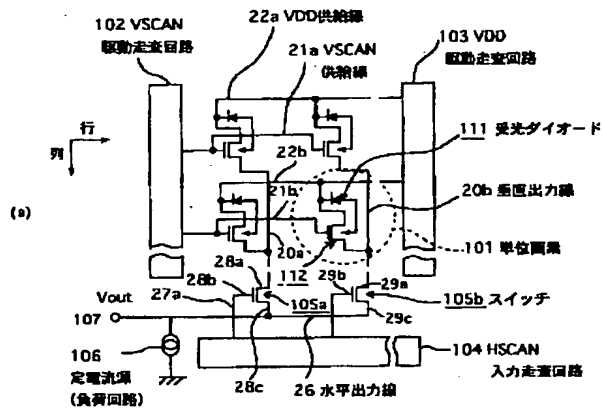 102 VSCAN
駆動走査回路
22a VDD供給線
21a VSCAN
供給線
103 VDD
駆動走査回路
行
列
111 受光ダイオード
22b
21b
20b 垂直出力線
(a)
101 単位画素
20a
28a
112
28b
29b
29a
27a
Vout
105a
105b スイッチ
107
29c
106
定電流源
(負荷回路)
28c
26 水平出力線
104 HSCAN
入力走査回路